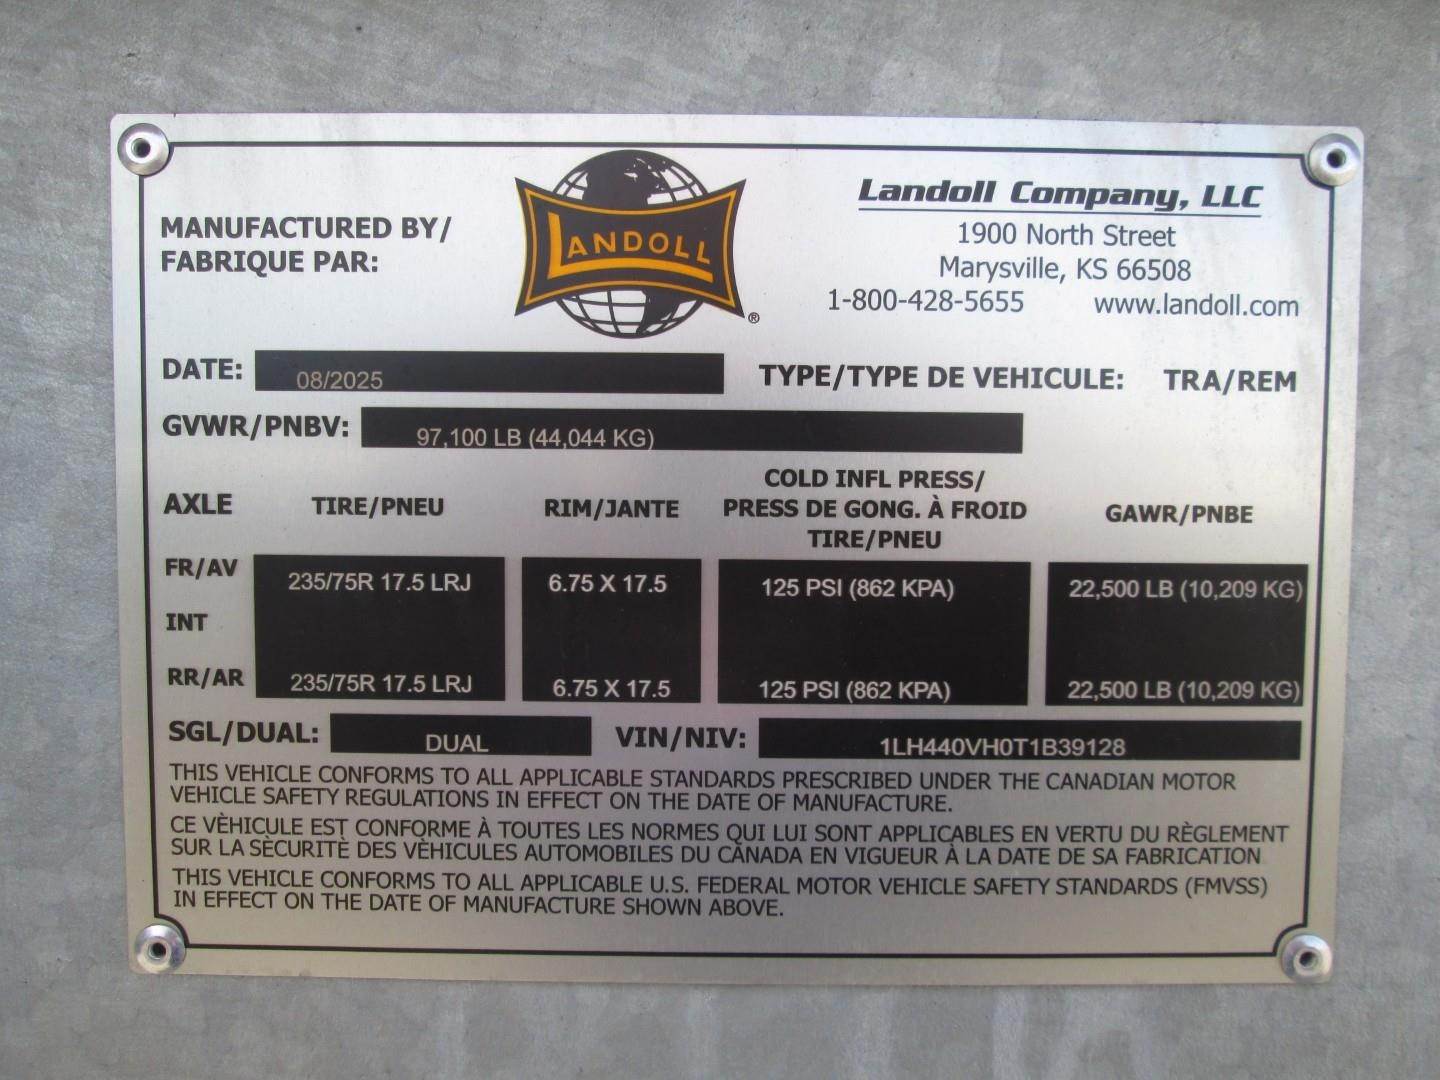 MANUFACTURED BY/
FABRIQUE PAR:
LANDOLL
®
Landoll Company, LLC
1900 North Street
Marysville, KS 66508
1-800-428-5655 www.landoll.com
DATE: 08/2025 TYPE/TYPE DE VEHICULE: TRA/REM
GVWR/PNBV: 97,100 LB (44,044 KG)
AXLE TIRE/PNEU RIM/JANTE COLD INFL PRESS/
PRESS DE GONG. À FROID
TIRE/PNEU GAWR/PNBE
FR/AV 235/75R 17.5 LRJ 6.75 X 17.5 125 PSI (862 KPA) 22,500 LB (10,209 KG)
INT
RR/AR 235/75R 17.5 LRJ 6.75 X 17.5 125 PSI (862 KPA) 22,500 LB (10,209 KG)
SGL/DUAL: DUAL VIN/NIV: 1LH440VH0T1B39128
THIS VEHICLE CONFORMS TO ALL APPLICABLE STANDARDS PRESCRIBED UNDER THE CANADIAN MOTOR
VEHICLE SAFETY REGULATIONS IN EFFECT ON THE DATE OF MANUFACTURE.
CE VÈHICULE EST CONFORME À TOUTES LES NORMES QUI LUI SONT APPLICABLES EN VERTU DU RÈGLEMENT
SUR LA SÈCURITÈ DES VÈHICULES AUTOMOBILES DU CANADA EN VIGUEUR À LA DATE DE SA FABRICATION
THIS VEHICLE CONFORMS TO ALL APPLICABLE U.S. FEDERAL MOTOR VEHICLE SAFETY STANDARDS (FMVSS)
IN EFFECT ON THE DATE OF MANUFACTURE SHOWN ABOVE.